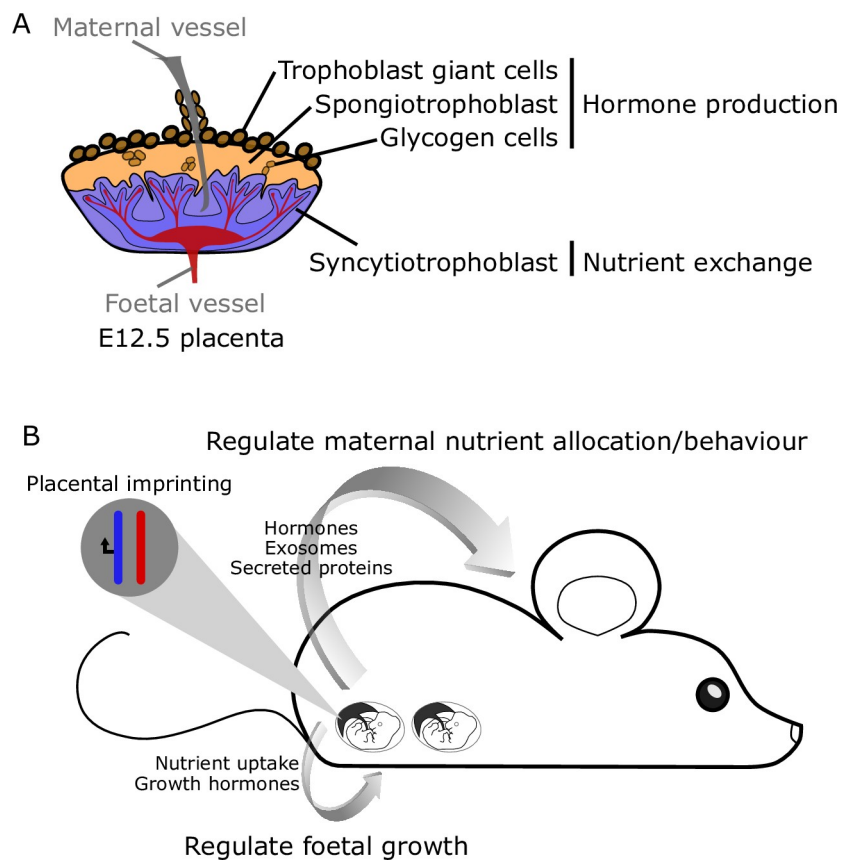 A
Maternal vessel
Trophoblast giant cells
Spongiotrophoblast
Glycogen cells
Hormone production
Syncytiotrophoblast
Nutrient exchange
Foetal vessel
E12.5 placenta
B
Regulate maternal nutrient allocation/behaviour
Placental imprinting
Hormones
Exosomes
Secreted proteins
Nutrient uptake
Growth hormones
Regulate foetal growth